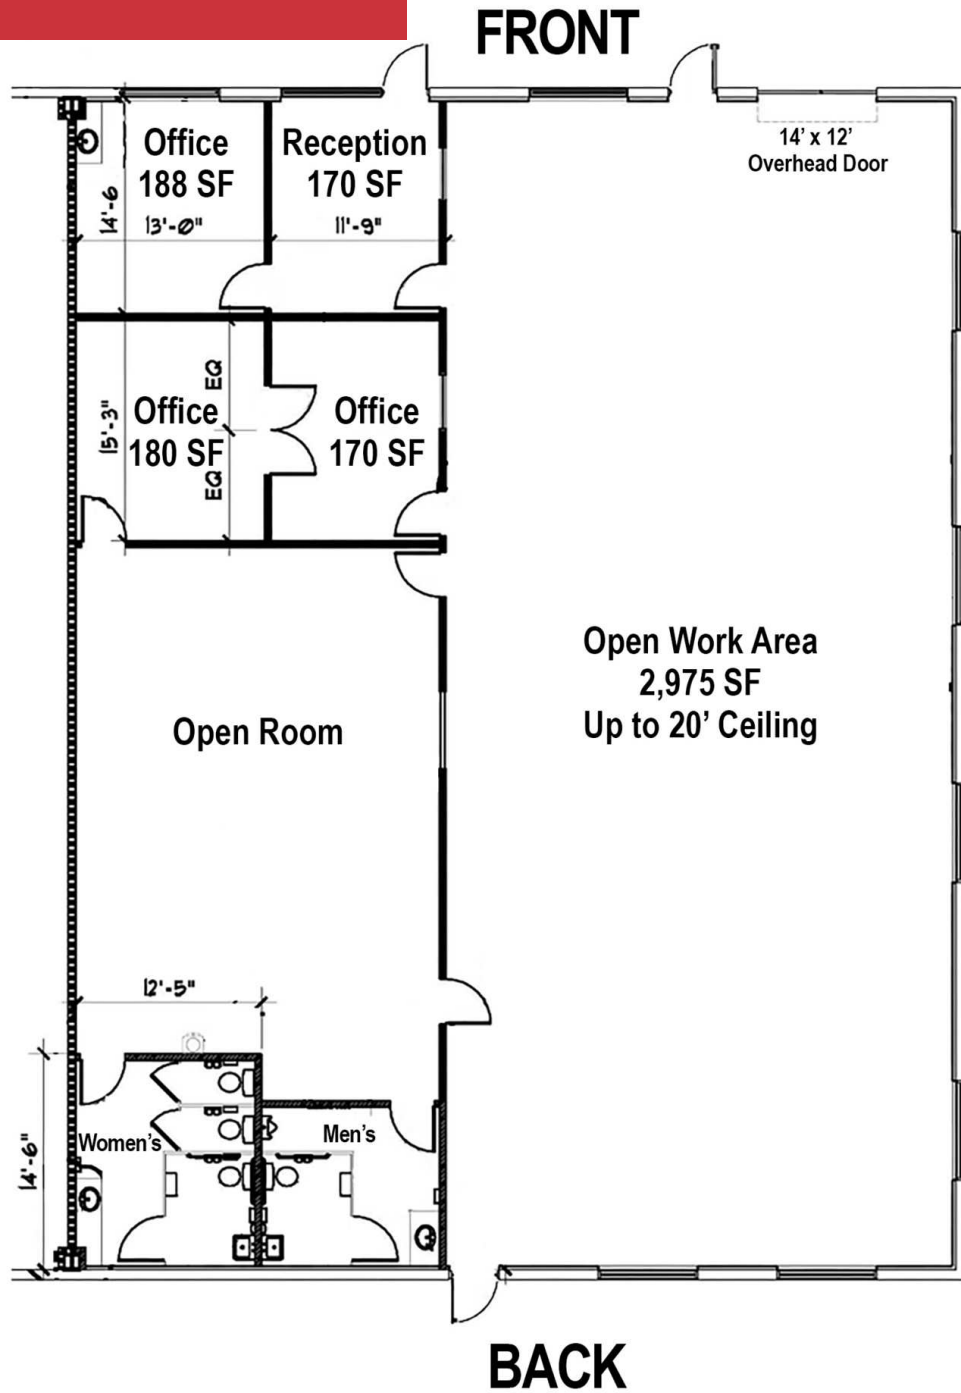 FRONT
14' x 12'
Overhead Door
Office
188 SF
Reception
170 SF
14'-6
13'-0"
11'-9"
EQ
Office
180 SF
Office
170 SF
15'-3"
EQ
Open Work Area
2,975 SF
Up to 20' Ceiling
Open Room
12'-5"
Women's
Men's
14'-6"
BACK